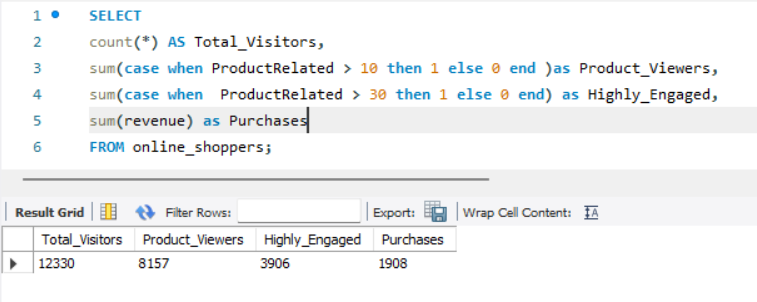 1 SELECT
2 count(*) AS Total_Visitors,
3 sum(case when ProductRelated > 10 then 1 else 0 end )as Product_Viewers,
4 sum(case when  ProductRelated > 30 then 1 else 0 end) as Highly_Engaged,
5 sum(revenue) as Purchases
6 FROM online_shoppers;
Result Grid Filter Rows: Export: Wrap Cell Content: IA
Total_Visitors Product_Viewers Highly_Engaged Purchases
12330 8157 3906 1908